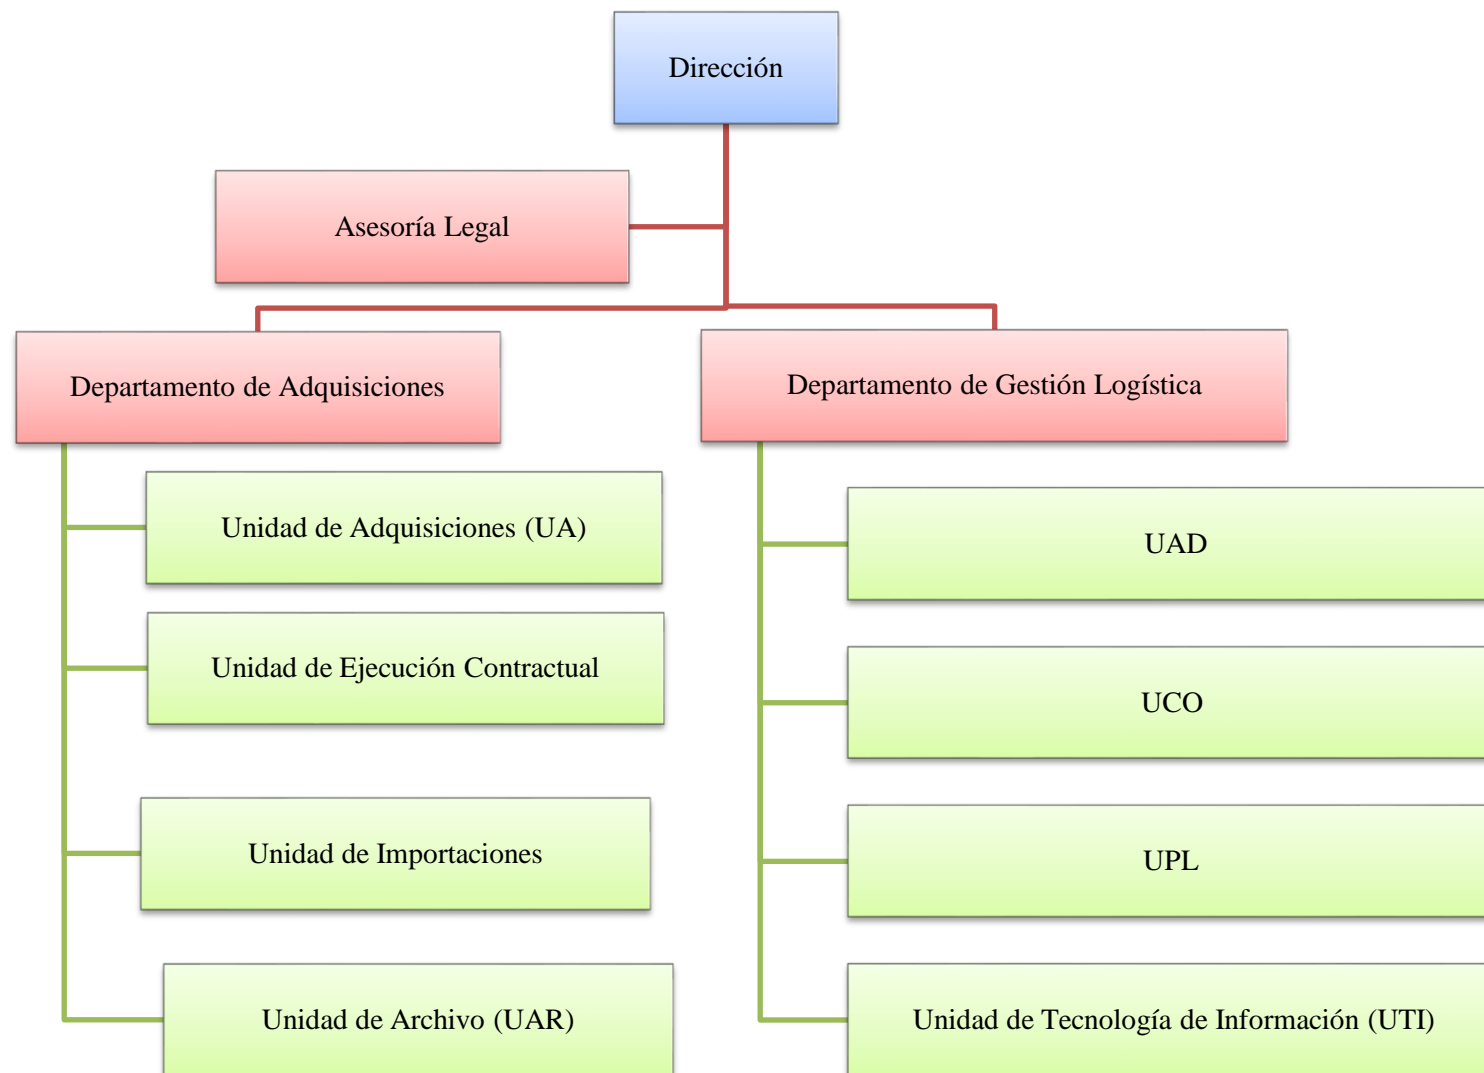 Dirección
Asesoría Legal
Departamento de Adquisiciones
Departamento de Gestión Logística
Unidad de Adquisiciones (UA)
Unidad de Ejecución Contractual
Unidad de Importaciones
Unidad de Archivo (UAR)
UAD
UCO
UPL
Unidad de Tecnología de Información (UTI)